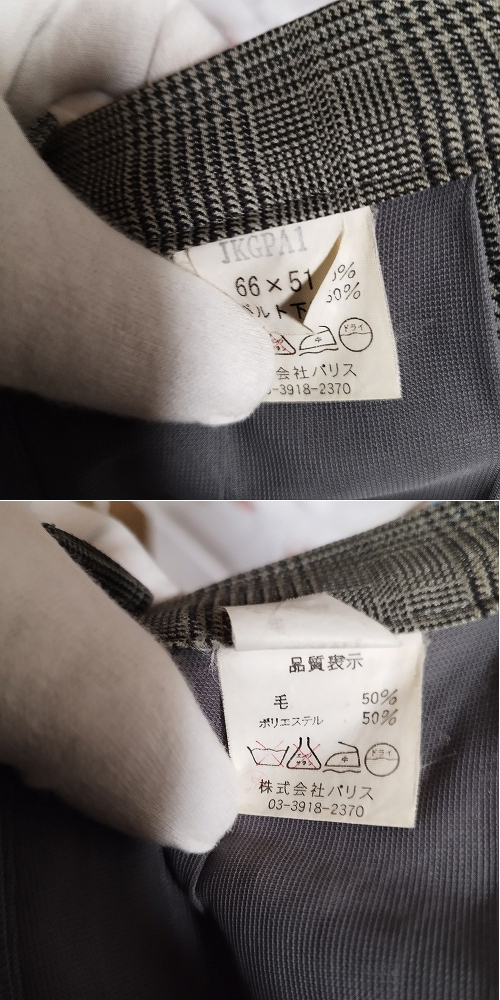 JKGPA1
66×51
ベルト下
%
50%
ドライ
会社パリス
-3918-2370
品質表示
毛 50%
ポリエステル 50%
ドライ
株式会社パリス
03-3918-2370